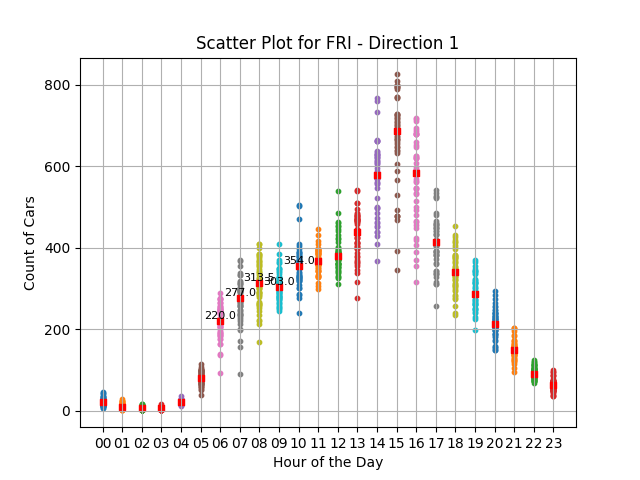 Scatter Plot for FRI - Direction 1
Count of Cars
800
600
400
200
0
354.0
313.5
303.0
277.0
220.0
00 01 02 03 04 05 06 07 08 09 10 11 12 13 14 15 16 17 18 19 20 21 22 23
Hour of the Day